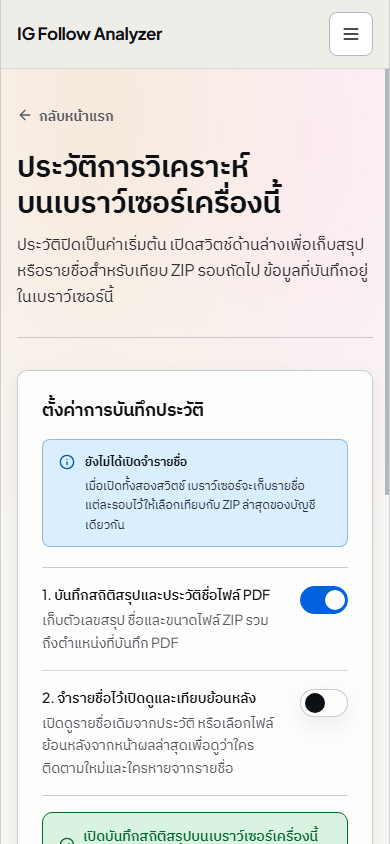 IG Follow Analyzer
← กลับหน้าแรก
ประวัติการวิเคราะห์
บนเบราว์เซอร์เครื่องนี้
ประวัติปิดเป็นค่าเริ่มต้น เปิดสวิตช์ด้านล่างเพื่อเก็บสรุป
หรือรายชื่อสำหรับเทียบ ZIP รอบถัดไป ข้อมูลที่บันทึกอยู่
ในเบราว์เซอร์นี้
ตั้งค่าการบันทึกประวัติ
ยังไม่ได้เปิดจำรายชื่อ
เมื่อเปิดทั้งสองสวิตช์ เบราว์เซอร์จะเก็บรายชื่อ
แต่ละรอบไว้ให้เลือกเทียบกับ ZIP ล่าสุดของบัญชี
เดียวกัน
1. บันทึกสถิติสรุปและประวัติชื่อไฟล์ PDF
เก็บตัวเลขสรุป ชื่อและขนาดไฟล์ ZIP รวม
ถึงตำแหน่งที่บันทึก PDF
2. จำรายชื่อไว้เปิดดูและเทียบย้อนหลัง
เปิดดูรายชื่อเดิมจากประวัติ หรือเลือกไฟล์
ย้อนหลังจากหน้าผลล่าสุดเพื่อดูว่าใคร
ติดตามใหม่และใครหายจากรายชื่อ
เปิดบันทึกสถิติสรุปบนเบราว์เซอร์เครื่องนี้